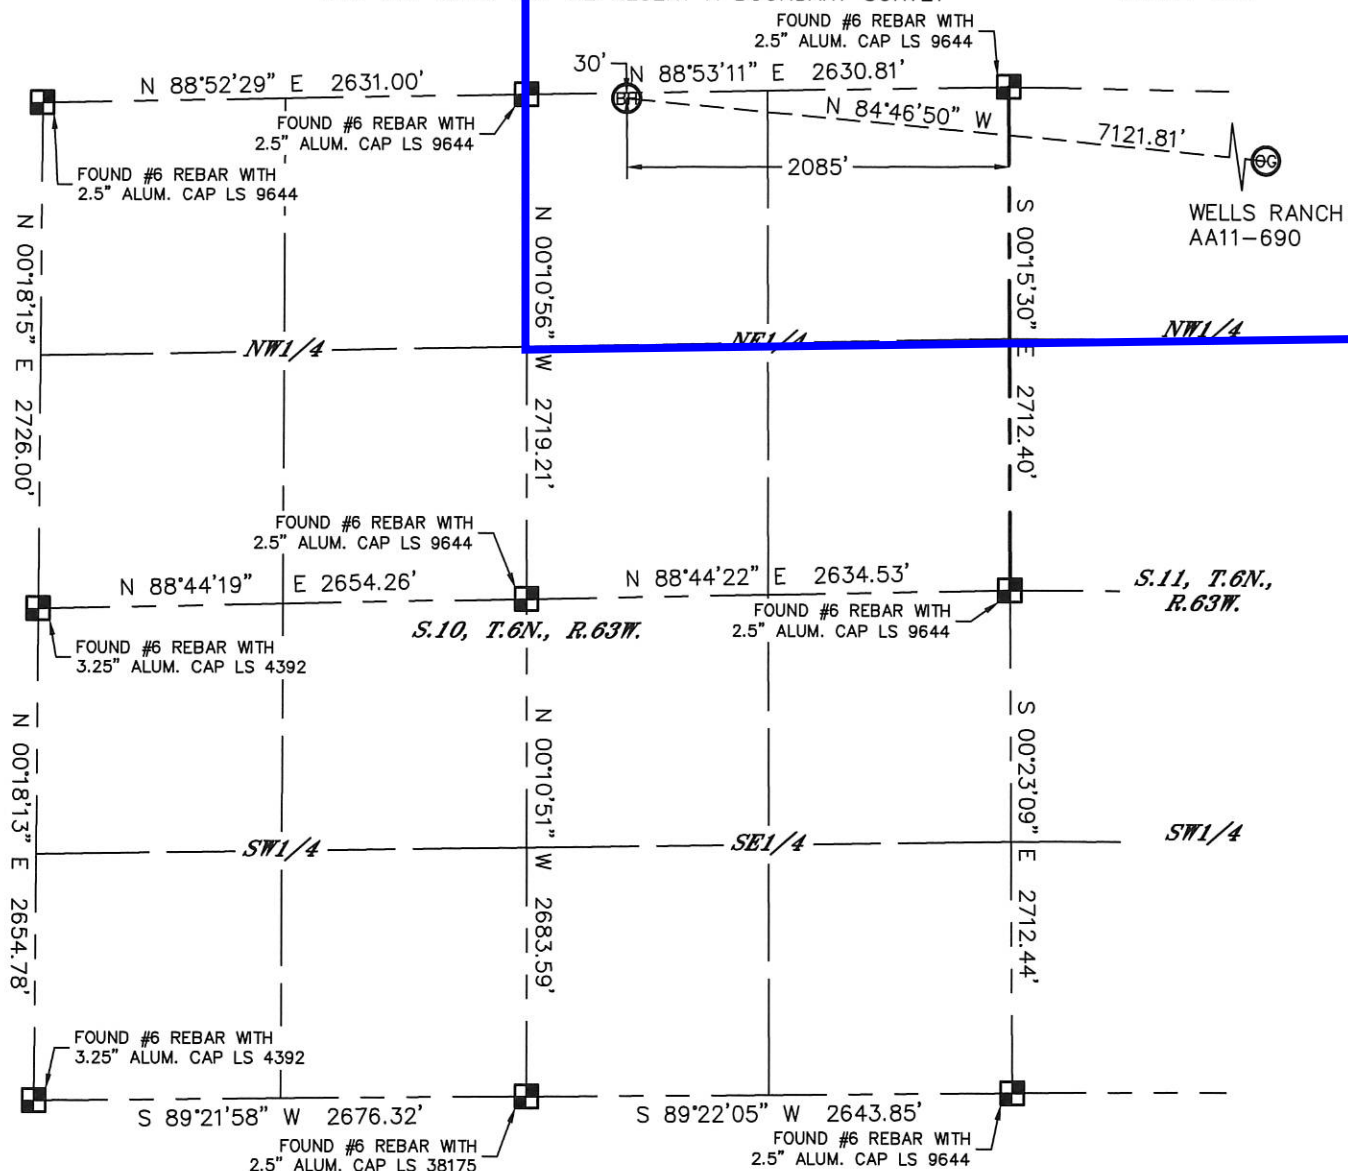 FOUND #6 REBAR WITH
2.5" ALUM. CAP LS 9644
N 88°52'29" E 2631.00'
30'
N 88°53'11" E 2630.81'
FOUND #6 REBAR WITH
2.5" ALUM. CAP LS 9644
N 84°46'50" W
7121.81'
BH
OG
2085'
FOUND #6 REBAR WITH
2.5" ALUM. CAP LS 9644
WELLS RANCH
AA11-690
N 00°18'15" E 2726.00'
N 00°10'56" W 2719.21'
S 00°15'30" E 2712.40'
NW1/4
NE1/4
NW1/4
FOUND #6 REBAR WITH
2.5" ALUM. CAP LS 9644
N 88°44'19" E 2654.26'
N 88°44'22" E 2634.53'
S.11, T.6N.,
R.63W.
FOUND #6 REBAR WITH
2.5" ALUM. CAP LS 9644
S.10, T.6N., R.63W.
FOUND #6 REBAR WITH
3.25" ALUM. CAP LS 4392
N 00°18'13" E 2654.78'
N 00°10'51" W 2683.59'
S 00°23'09" E 2712.44'
SW1/4
SE1/4
SW1/4
FOUND #6 REBAR WITH
3.25" ALUM. CAP LS 4392
S 89°21'58" W 2676.32'
S 89°22'05" W 2643.85'
FOUND #6 REBAR WITH
2.5" ALUM. CAP LS 38175
FOUND #6 REBAR WITH
2.5" ALUM. CAP LS 9644